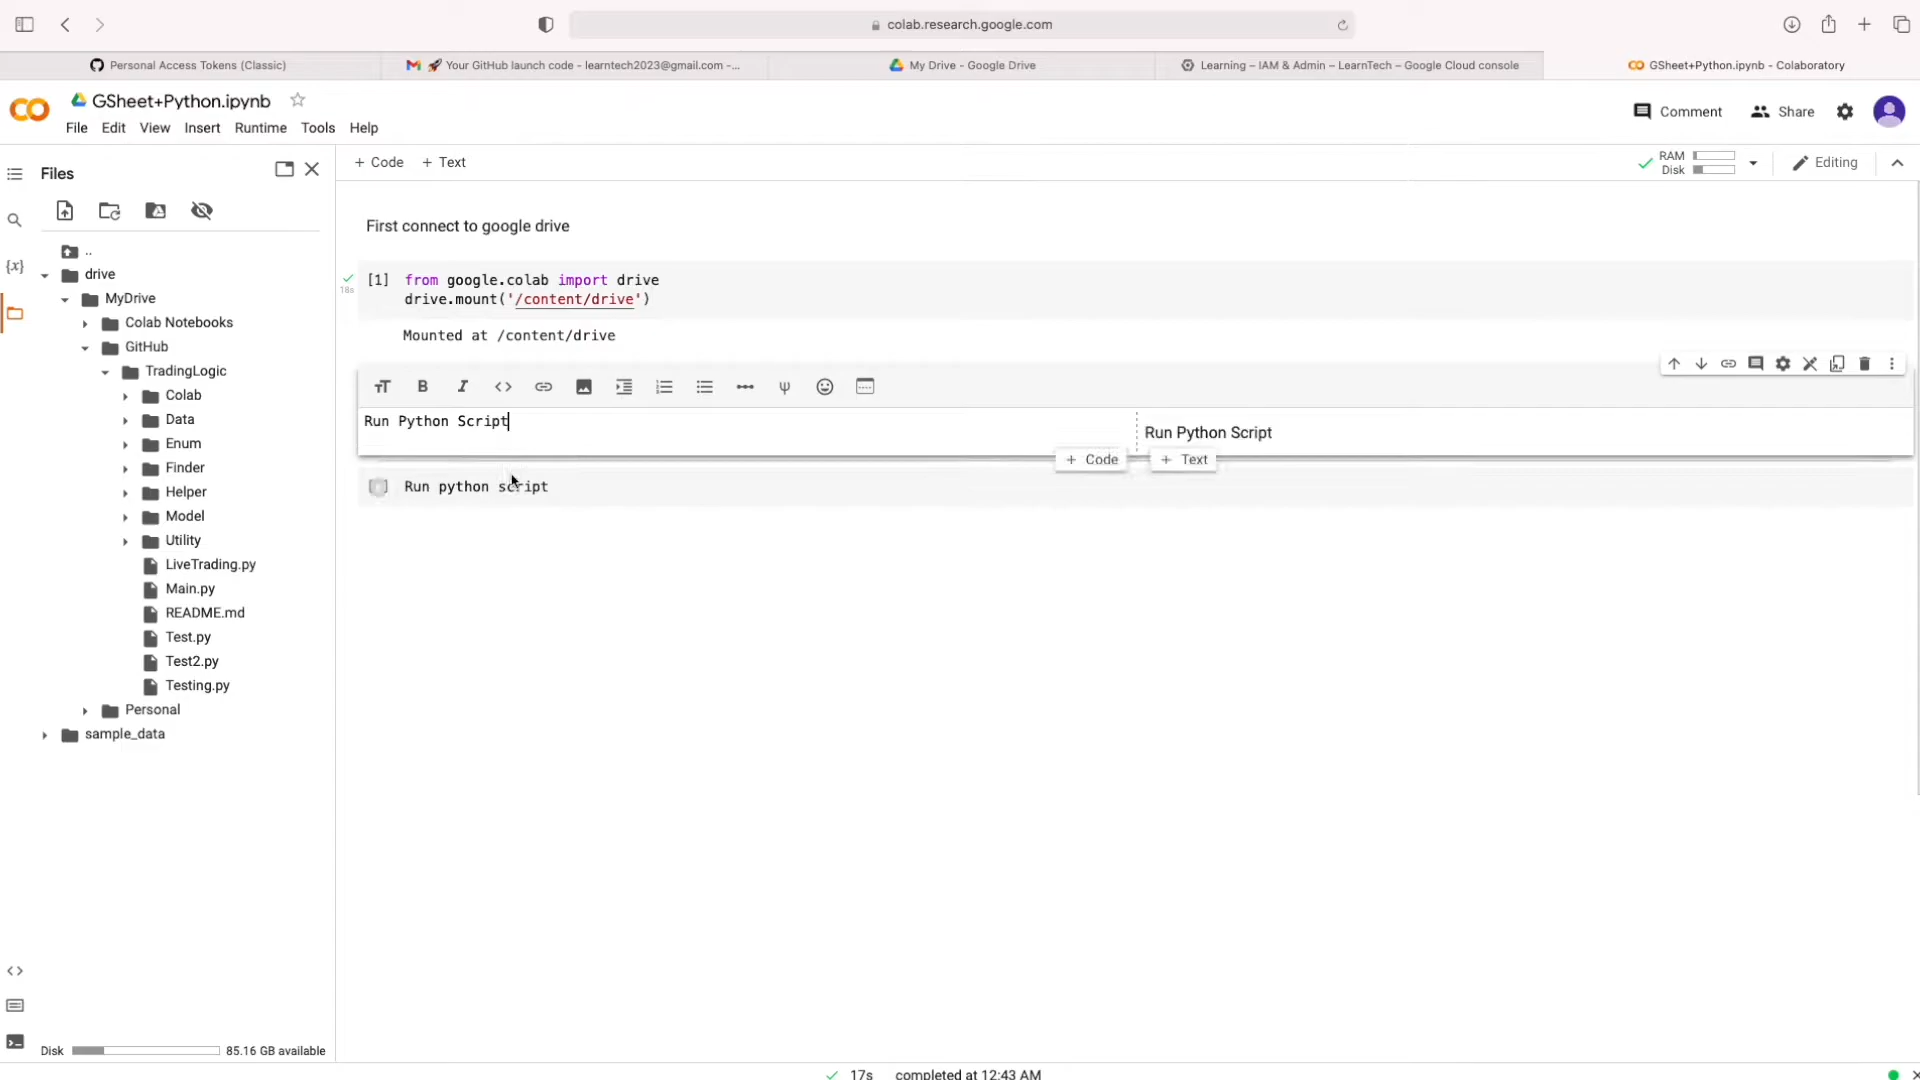 colab.research.google.com
Personal Access Tokens (Classic)
🚀 Your GitHub launch code - learntech2023@gmail.com -...
My Drive - Google Drive
Learning – IAM & Admin – LearnTech – Google Cloud console
GSheet+Python.ipynb - Colaboratory
GSheet+Python.ipynb
Comment
Share
File Edit View Insert Runtime Tools Help
Files
+ Code + Text
RAM
Disk
Editing
First connect to google drive
[1] from google.colab import drive
drive.mount('/content/drive')
18s
Mounted at /content/drive
Run Python Script
Run Python Script
+ Code + Text
Run python script
{x}
..
drive
MyDrive
Colab Notebooks
GitHub
TradingLogic
Colab
Data
Enum
Finder
Helper
Model
Utility
LiveTrading.py
Main.py
README.md
Test.py
Test2.py
Testing.py
Personal
sample_data
Disk 85.16 GB available
17s completed at 12:43 AM